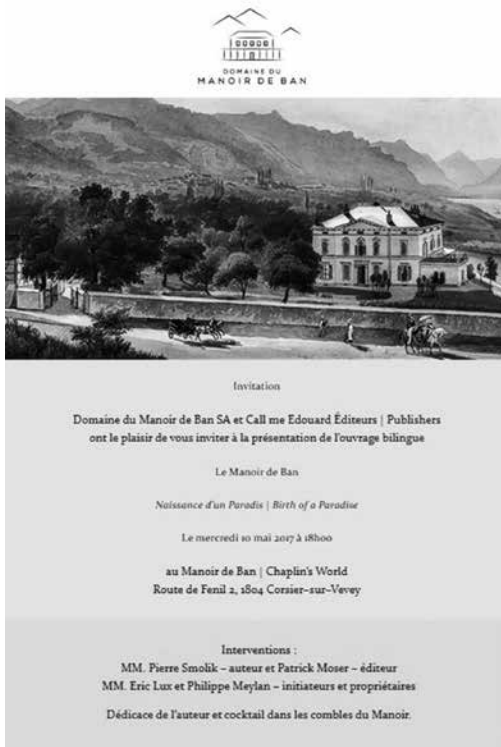 DOMAINE DU
MANOIR DE BAN
Invitation
Domaine du Manoir de Ban SA et Call me Edouard Éditeurs | Publishers
ont le plaisir de vous inviter à la présentation de l'ouvrage bilingue
Le Manoir de Ban
Naissance d'un Paradis | Birth of a Paradise
Le mercredi 10 mai 2017 à 18h00
au Manoir de Ban | Chaplin's World
Route de Fenil 2, 1804 Corsier-sur-Vevey
Interventions :
MM. Pierre Smolik – auteur et Patrick Moser – éditeur
MM. Eric Lux et Philippe Meylan – initiateurs et propriétaires
Dédicace de l'auteur et cocktail dans les combles du Manoir.